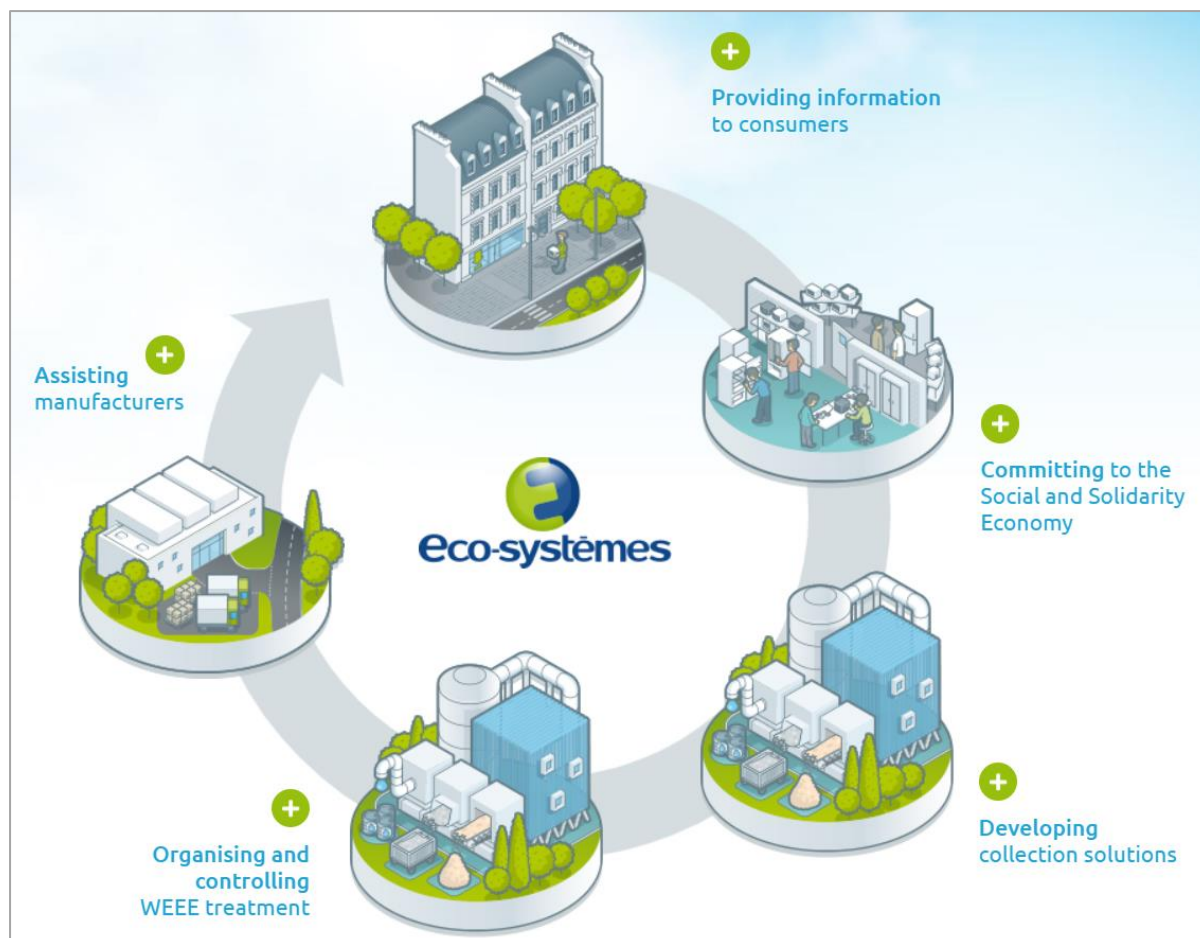 Providing information
to consumers
Assisting
manufacturers
Committing to the
Social and Solidarity
Economy
eco-systèmes
Developing
collection solutions
Organising and
controlling
WEEE treatment